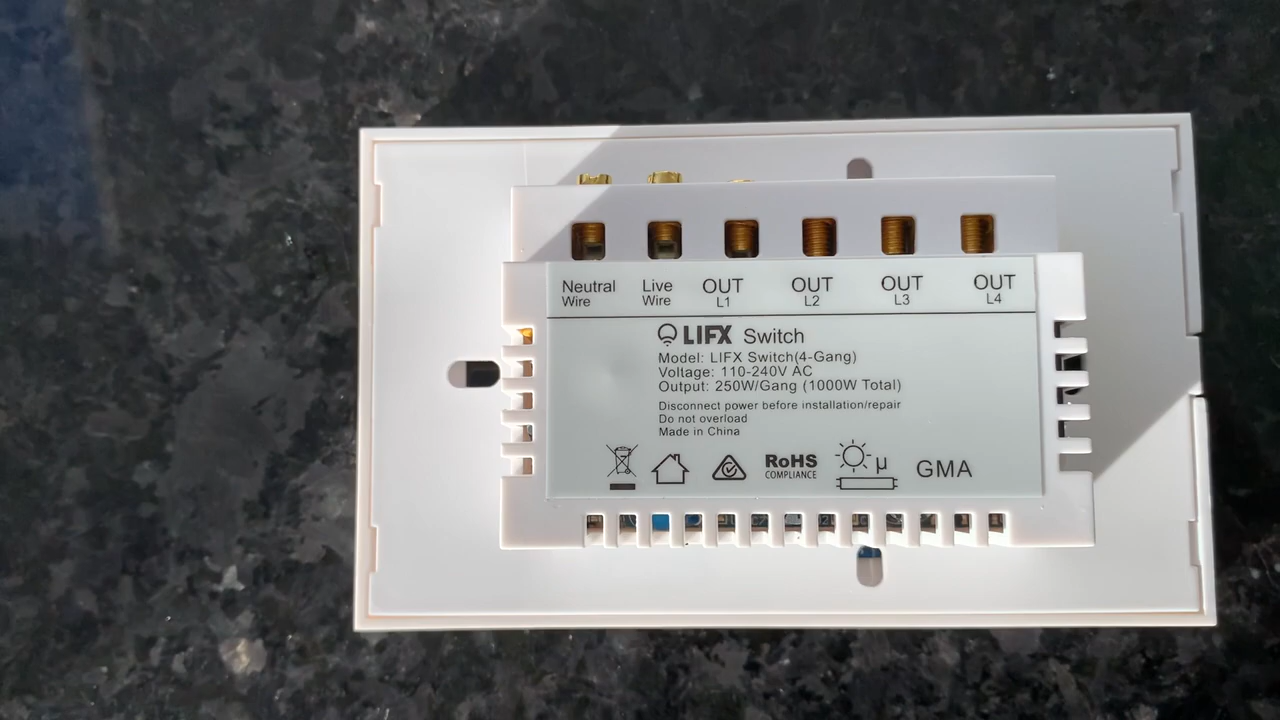 Neutral Live OUT OUT OUT OUT
Wire Wire L1 L2 L3 L4
LIFX Switch
Model: LIFX Switch(4-Gang)
Voltage: 110-240V AC
Output: 250W/Gang (1000W Total)
Disconnect power before installation/repair
Do not overload
Made in China
RoHS
COMPLIANCE
µ
GMA